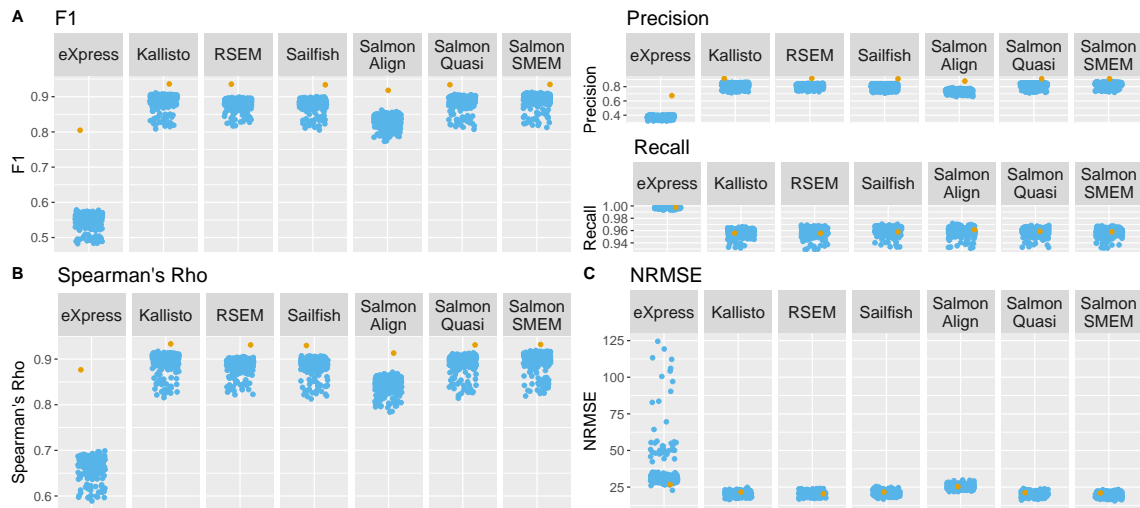 A F1
eXpress Kallisto RSEM Sailfish Salmon Align Salmon Quasi Salmon SMEM
F1
0.9
0.8
0.7
0.6
0.5
Precision
eXpress Kallisto RSEM Sailfish Salmon Align Salmon Quasi Salmon SMEM
Precision
0.8
0.6
0.4
Recall
eXpress Kallisto RSEM Sailfish Salmon Align Salmon Quasi Salmon SMEM
Recall
1.00
0.98
0.96
0.94
B Spearman's Rho
eXpress Kallisto RSEM Sailfish Salmon Align Salmon Quasi Salmon SMEM
Spearman's Rho
0.9
0.8
0.7
0.6
C NRMSE
eXpress Kallisto RSEM Sailfish Salmon Align Salmon Quasi Salmon SMEM
NRMSE
125
100
75
50
25